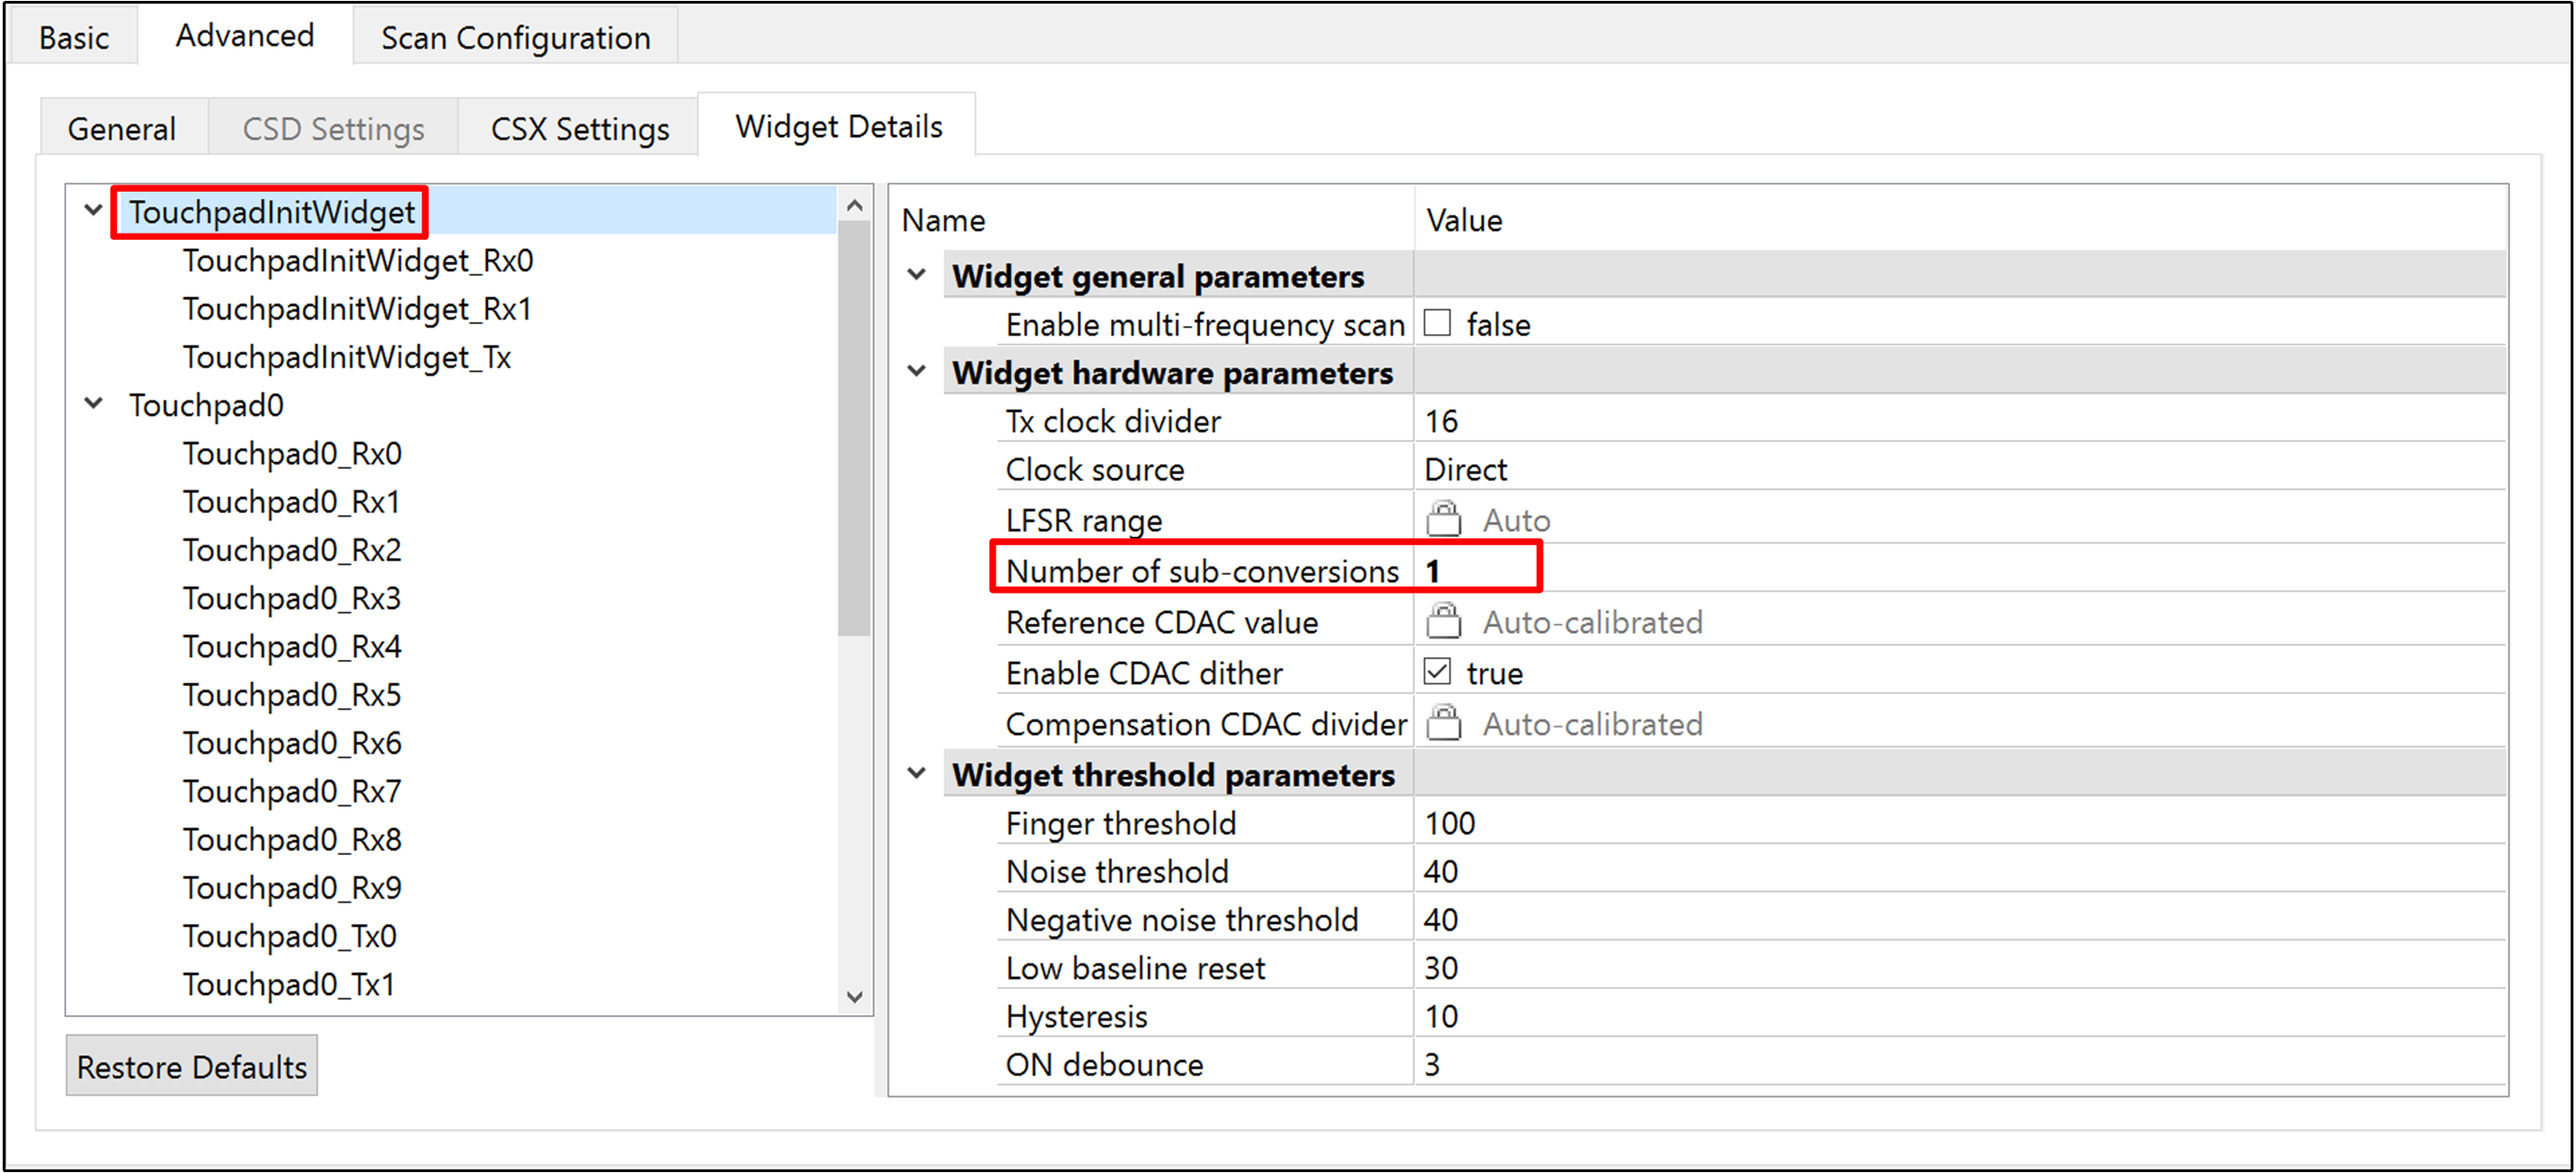 Basic Advanced Scan Configuration
General CSD Settings CSX Settings Widget Details
TouchpadInitWidget
TouchpadInitWidget_Rx0
TouchpadInitWidget_Rx1
TouchpadInitWidget_Tx
Touchpad0
Touchpad0_Rx0
Touchpad0_Rx1
Touchpad0_Rx2
Touchpad0_Rx3
Touchpad0_Rx4
Touchpad0_Rx5
Touchpad0_Rx6
Touchpad0_Rx7
Touchpad0_Rx8
Touchpad0_Rx9
Touchpad0_Tx0
Touchpad0_Tx1
Restore Defaults
Name Value
Widget general parameters
Enable multi-frequency scan false
Widget hardware parameters
Tx clock divider 16
Clock source Direct
LFSR range Auto
Number of sub-conversions 1
Reference CDAC value Auto-calibrated
Enable CDAC dither true
Compensation CDAC divider Auto-calibrated
Widget threshold parameters
Finger threshold 100
Noise threshold 40
Negative noise threshold 40
Low baseline reset 30
Hysteresis 10
ON debounce 3